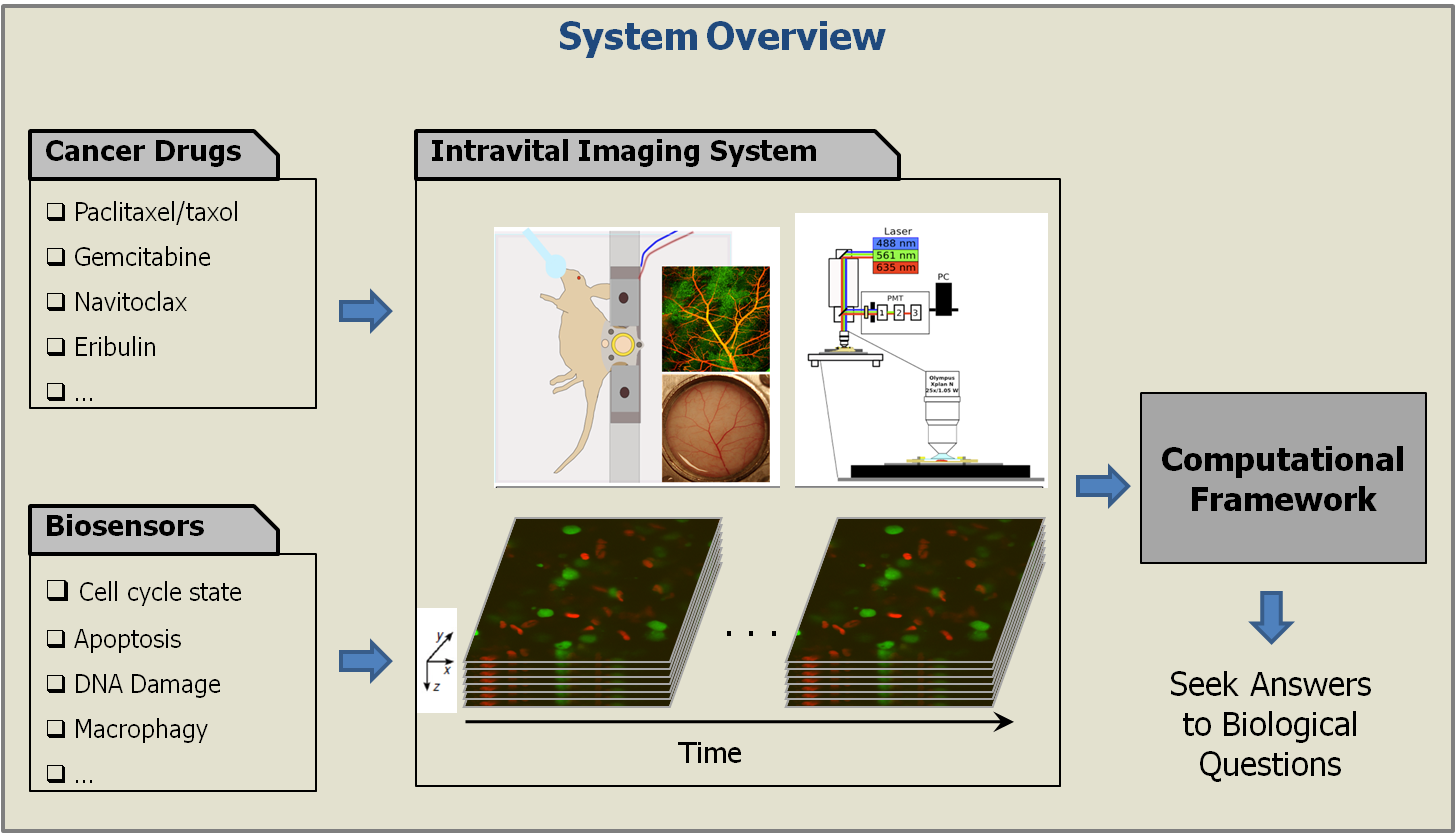 System Overview
Cancer Drugs
Paclitaxel/taxol
Gemcitabine
Navitoclax
Eribulin
...
Biosensors
Cell cycle state
Apoptosis
DNA Damage
Macrophagy
...
Intravital Imaging System
Laser
488 nm
561 nm
635 nm
PC
PMT
1 2 3
Olympus
Xplan N
25x/1.05 W
y
x
z
. . .
Time
Computational
Framework
Seek Answers
to Biological
Questions